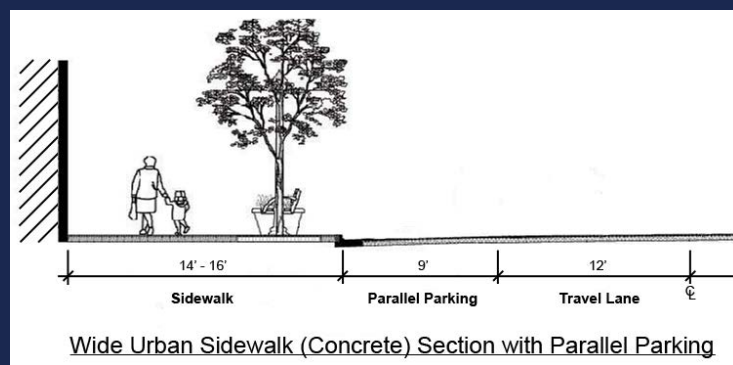 14' - 16' 9' 12'
Sidewalk Parallel Parking Travel Lane ℄
Wide Urban Sidewalk (Concrete) Section with Parallel Parking